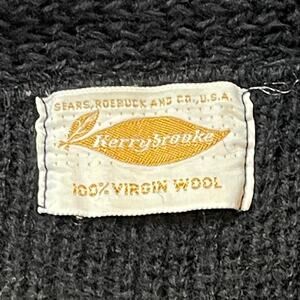 SEARS, ROEBUCK AND CO., U.S.A.
Kerrybrooke
100% VIRGIN WOOL